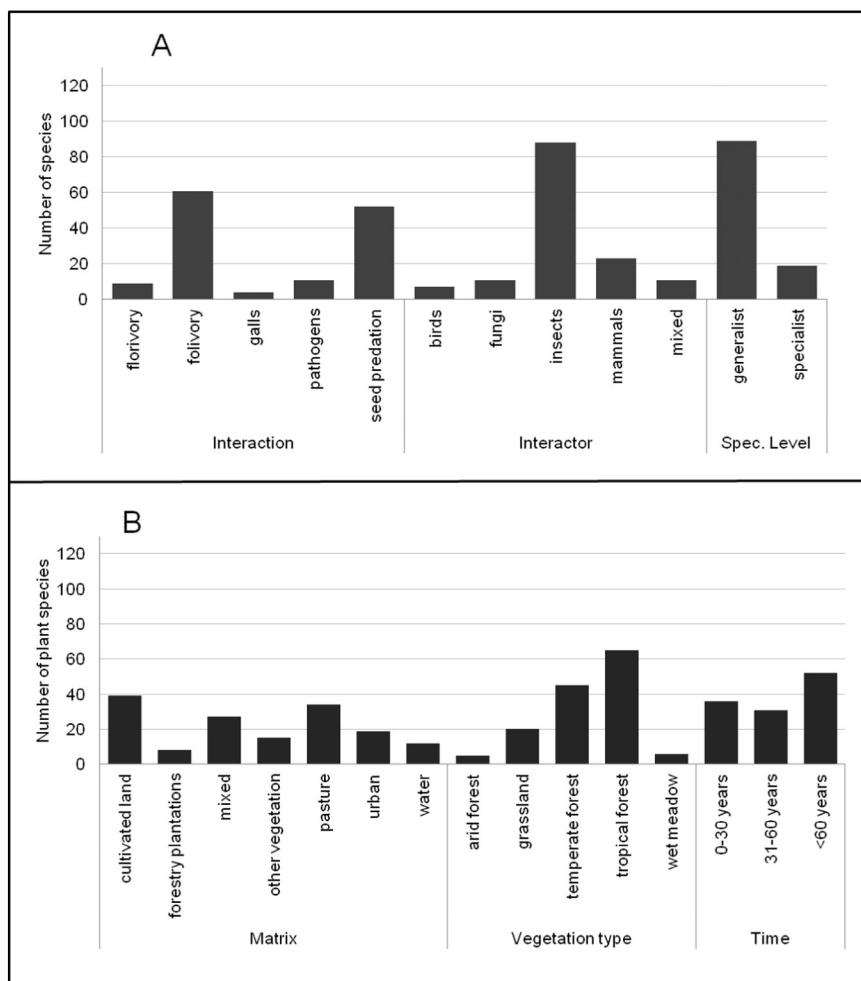 A
Number of species
120
100
80
60
40
20
0
florivory
folivory
galls
pathogens
seed predation
birds
fungi
insects
mammals
mixed
generalist
specialist
Interaction
Interactor
Spec. Level
B
Number of plant species
120
100
80
60
40
20
0
cultivated land
forestry plantations
mixed
other vegetation
pasture
urban
water
arid forest
grassland
temperate forest
tropical forest
wet meadow
0-30 years
31-60 years
<60 years
Matrix
Vegetation type
Time